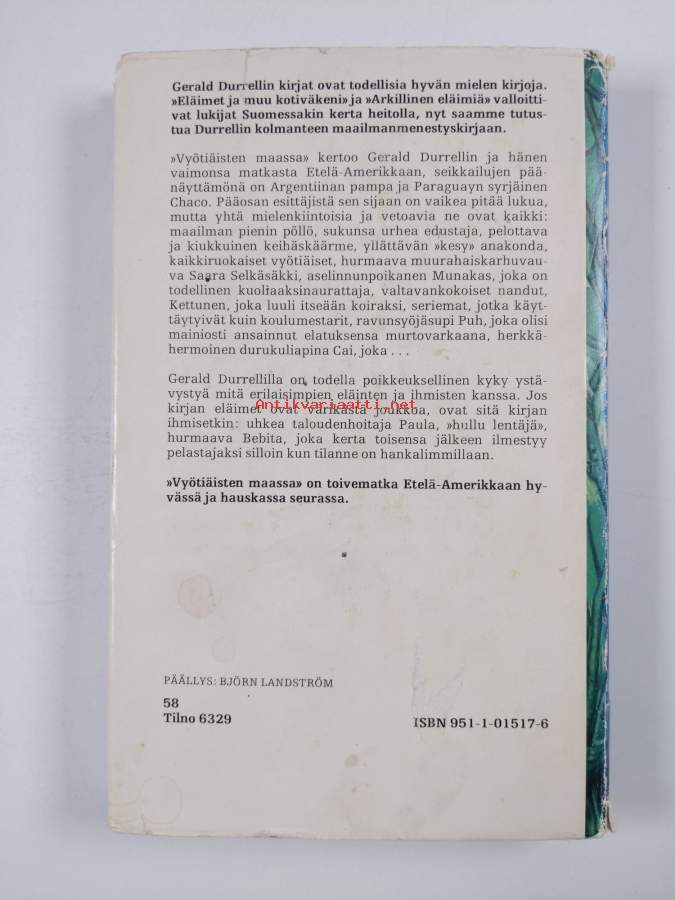 Gerald Durrellin kirjat ovat todellisia hyvän mielen kirjoja.
»Eläimet ja muu kotiväkeni» ja »Arkillinen eläimiä» valloitti-
vat lukijat Suomessakin kerta heitolla, nyt saamme tutus-
tua Durrellin kolmanteen maailmanmenestyskirjaan.
»Vyötiäisten maassa» kertoo Gerald Durrellin ja hänen
vaimonsa matkasta Etelä-Amerikkaan, seikkailujen pää-
näyttämönä on Argentiinan pampa ja Paraguayn syrjäinen
Chaco. Pääosan esittäjistä sen sijaan on vaikea pitää lukua,
mutta yhtä mielenkiintoisia ja vetoavia ne ovat kaikki:
maailman pienin pöllö, sukunsa urhea edustaja, pelottava
ja kiukkuinen keihäskäärme, yllättävän »kesy» anakonda,
kaikkiruokaiset vyötiäiset, hurmaava muurahaiskarhuvau-
va Saara Selkäsäkki, aselinnunpoikanen Munakas, joka on
todellinen kuoliaaksinaurattaja, valtavankokoiset nandut,
Kettunen, joka luuli itseään koiraksi, seriemat, jotka käyt-
täytyivät kuin koulumestarit, ravunsyöjäsupi Puh, joka olisi
mainiosti ansainnut elatuksensa murtovarkaana, herkkä-
hermoinen durukuliapina Cai, joka . . .
Gerald Durrellilla on todella poikkeuksellinen kyky ystä-
vystyä mitä erilaisimpien eläinten ja ihmisten kanssa. Jos
kirjan eläimet ovat värikästä joukkoa, ovat sitä kirjan
ihmisetkin: uhkea taloudenhoitaja Paula, »hullu lentäjä»,
hurmaava Bebita, joka kerta toisensa jälkeen ilmestyy
pelastajaksi silloin kun tilanne on hankalimmillaan.
»Vyötiäisten maassa» on toivematka Etelä-Amerikkaan hy-
vässä ja hauskassa seurassa.
Antikvariaatti.net
PÄÄLLYS: BJÖRN LANDSTRÖM
58
Tilno 6329
ISBN 951-1-01517-6